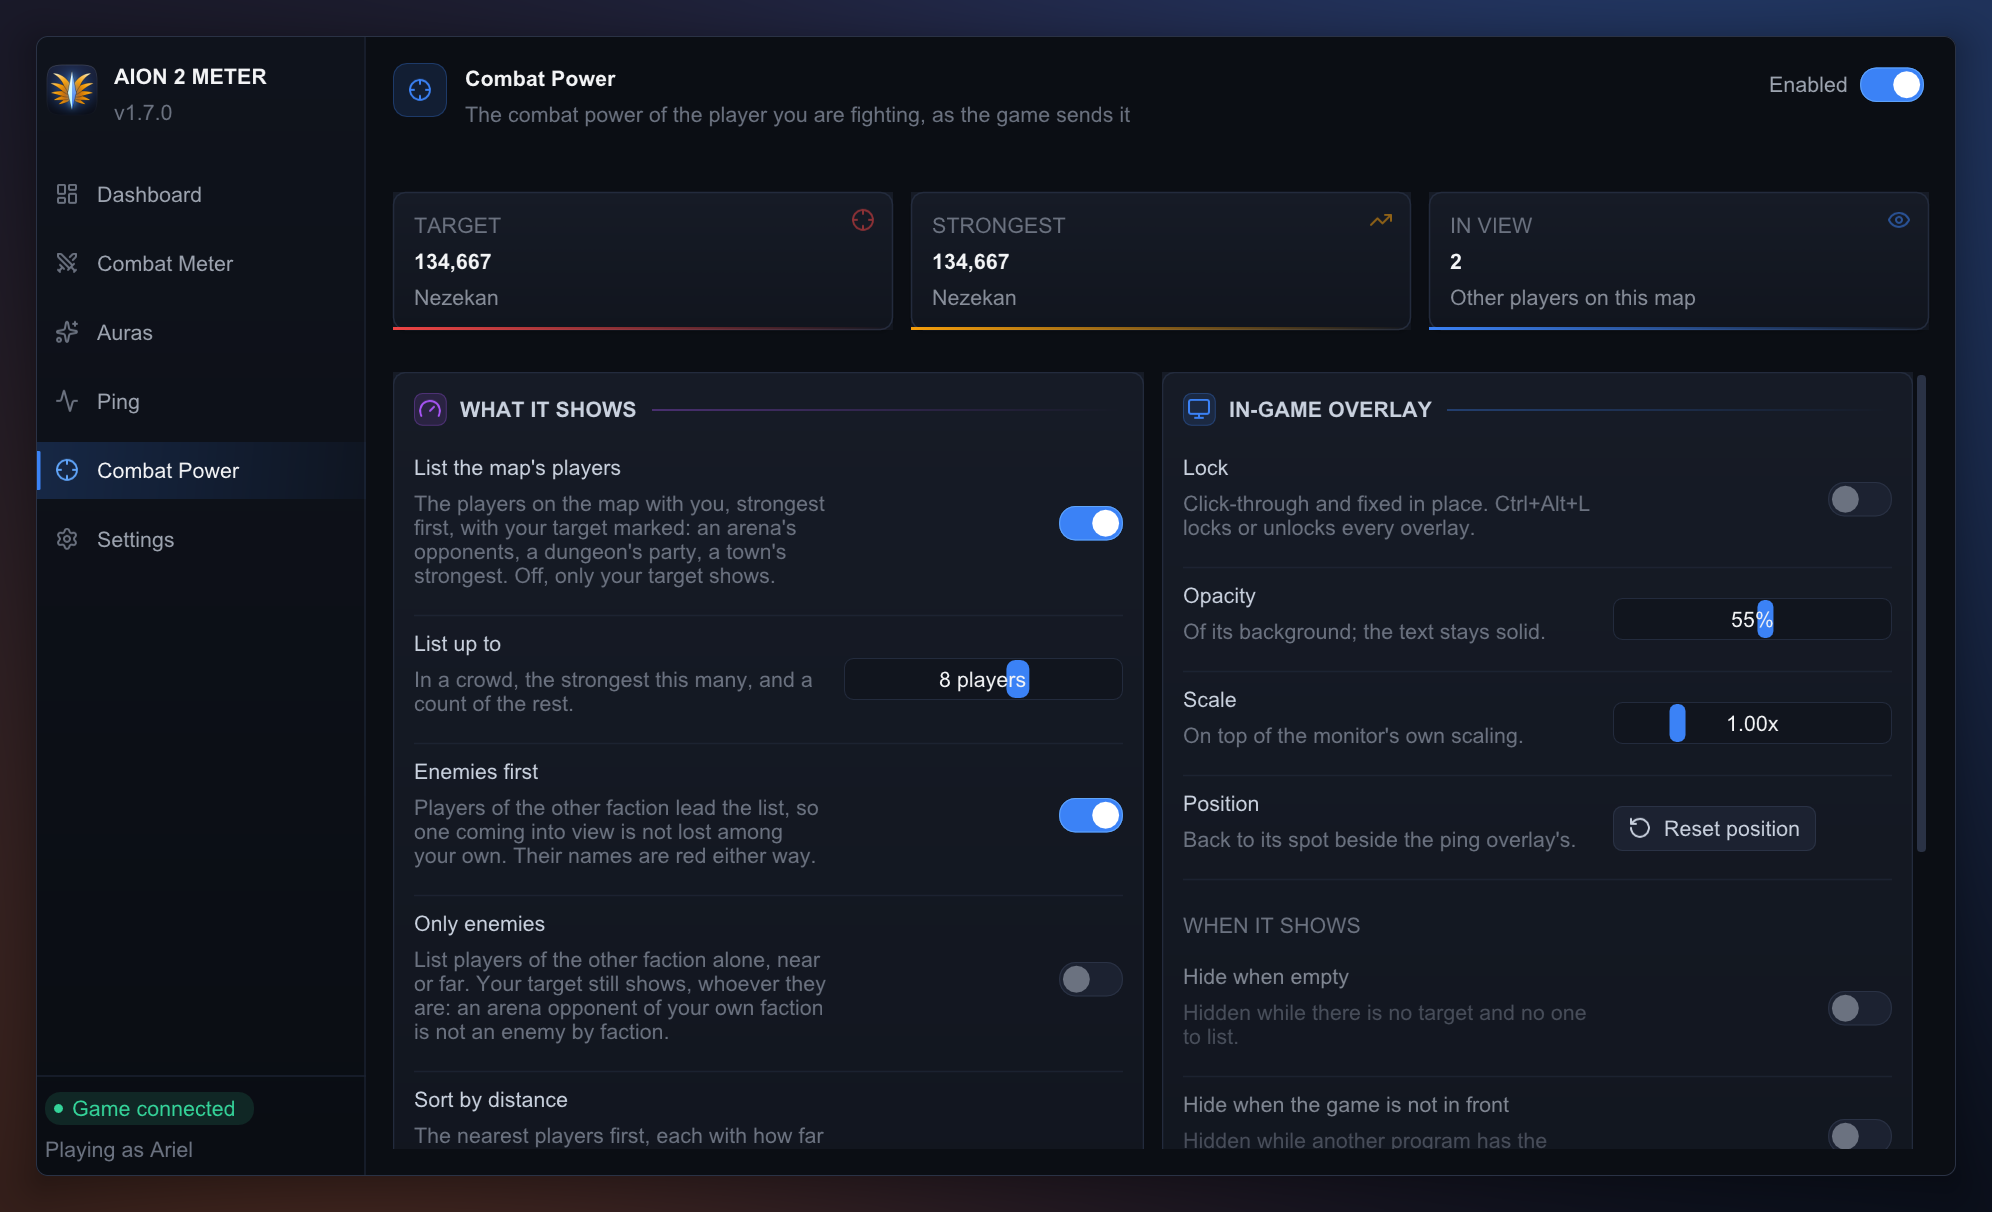 AION 2 METER
v1.7.0
Dashboard
Combat Meter
Auras
Ping
Combat Power
Settings
Game connected
Playing as Ariel
Combat Power
The combat power of the player you are fighting, as the game sends it
Enabled
TARGET
134,667
Nezekan
STRONGEST
134,667
Nezekan
IN VIEW
2
Other players on this map
WHAT IT SHOWS
List the map's players
The players on the map with you, strongest
first, with your target marked: an arena's
opponents, a dungeon's party, a town's
strongest. Off, only your target shows.
List up to
In a crowd, the strongest this many, and a
count of the rest.
8 players
Enemies first
Players of the other faction lead the list, so
one coming into view is not lost among
your own. Their names are red either way.
Only enemies
List players of the other faction alone, near
or far. Your target still shows, whoever they
are: an arena opponent of your own faction
is not an enemy by faction.
Sort by distance
The nearest players first, each with how far
IN-GAME OVERLAY
Lock
Click-through and fixed in place. Ctrl+Alt+L
locks or unlocks every overlay.
Opacity
Of its background; the text stays solid.
55%
Scale
On top of the monitor's own scaling.
1.00x
Position
Back to its spot beside the ping overlay's.
Reset position
WHEN IT SHOWS
Hide when empty
Hidden while there is no target and no one
to list.
Hide when the game is not in front
Hidden while another program has the